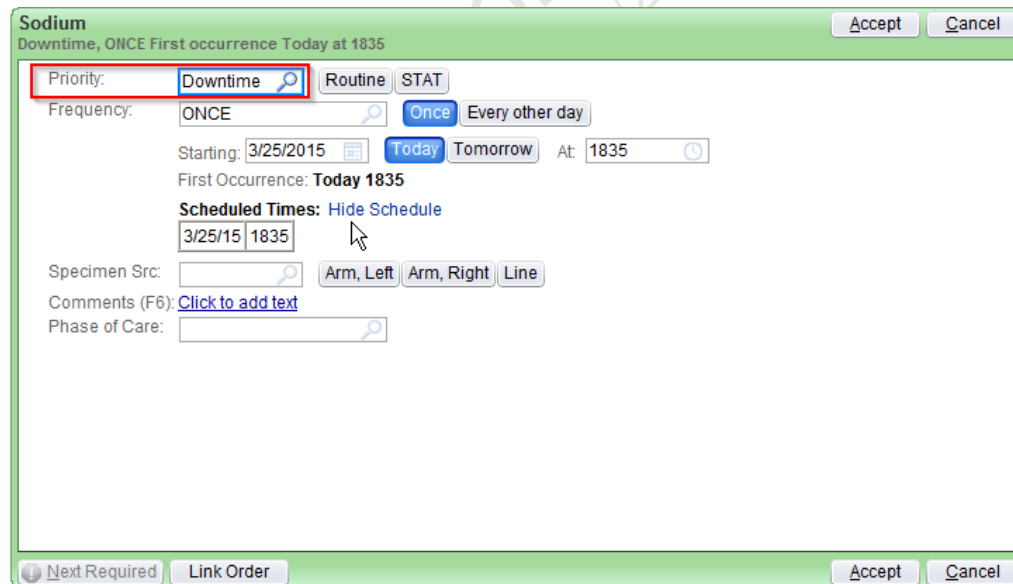 Sodium Accept Cancel
Downtime, ONCE First occurrence Today at 1835
Priority: Downtime Routine STAT
Frequency: ONCE Once Every other day
Starting: 3/25/2015 Today Tomorrow At: 1835
First Occurrence: Today 1835
Scheduled Times: Hide Schedule
3/25/15 1835
Specimen Src: Arm, Left Arm, Right Line
Comments (F6): Click to add text
Phase of Care:
Next Required Link Order Accept Cancel